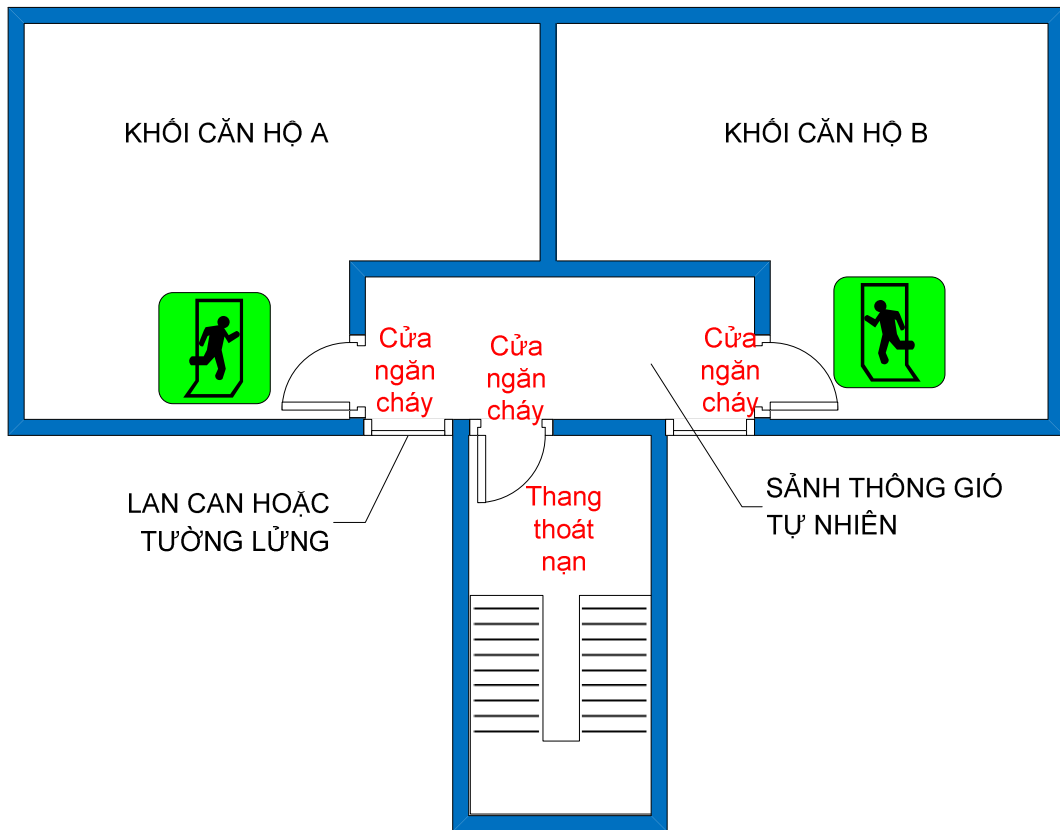 KHỐI CĂN HỘ A
KHỐI CĂN HỘ B
Cửa
ngăn
cháy
Cửa
ngăn
cháy
Cửa
ngăn
cháy
LAN CAN HOẶC
TƯỜNG LỬNG
Thang
thoát
nạn
SẢNH THÔNG GIÓ
TỰ NHIÊN